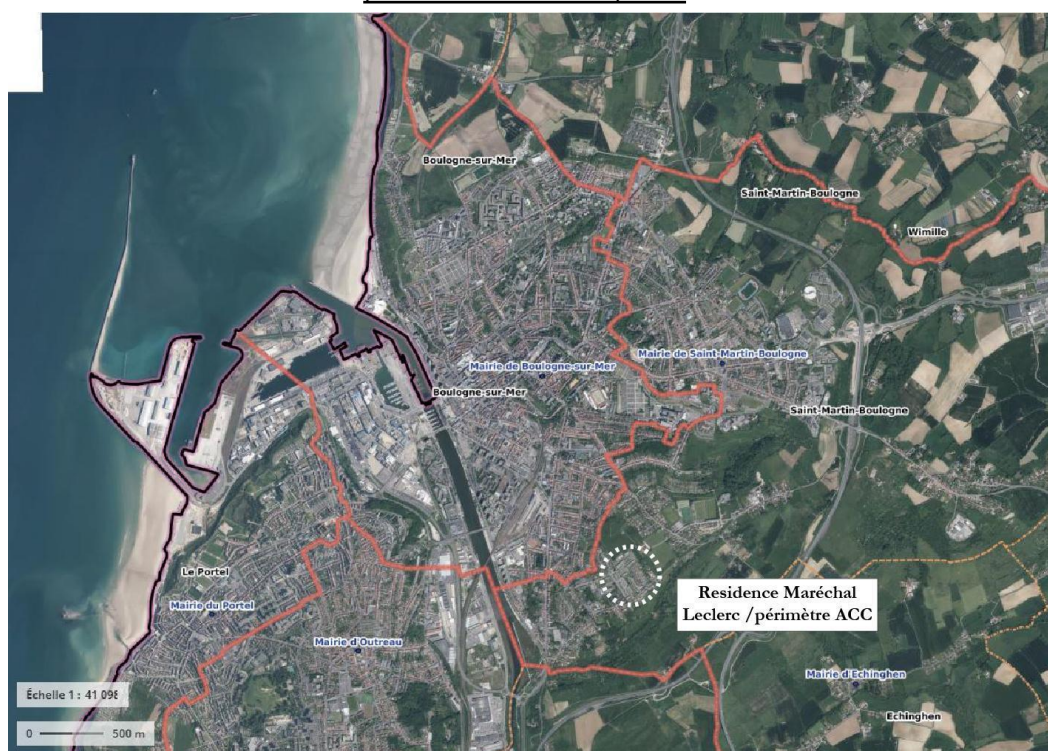 Boulogne-sur-Mer
Saint-Martin-Boulogne
Wimille
Mairie de Saint-Martin-Boulogne
Mairie de Boulogne-sur-Mer
Boulogne-sur-Mer
Saint-Martin-Boulogne
Le Portel
Mairie du Portel
Mairie d'Outreau
Residence Maréchal
Leclerc /périmètre ACC
Mairie d'Echinghen
Echinghen
Échelle 1 : 41 098
0 500 m